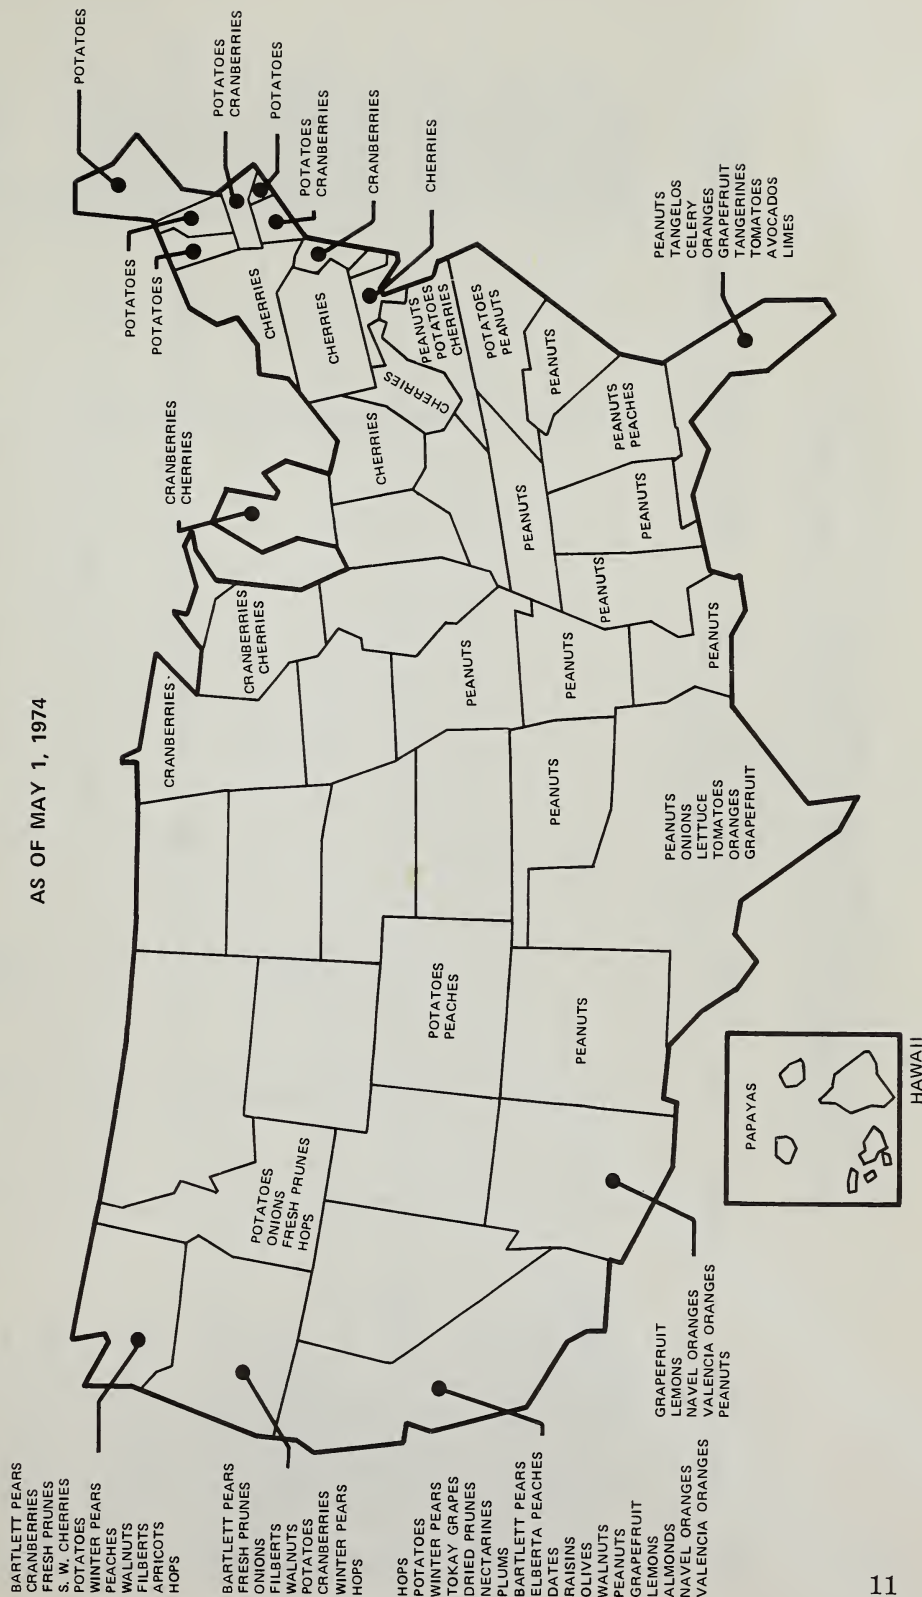 AS OF MAY 1, 1974
BARTLETT PEARS
CRANBERRIES
FRESH PRUNES
S. W. CHERRIES
POTATOES
WINTER PEARS
PEACHES
WALNUTS
FILBERTS
APRICOTS
HOPS
BARTLETT PEARS
FRESH PRUNES
ONIONS
FILBERTS
WALNUTS
POTATOES
CRANBERRIES
WINTER PEARS
HOPS
HOPS
POTATOES
WINTER PEARS
TOKAY GRAPES
DRIED PRUNES
NECTARINES
PLUMS
BARTLETT PEARS
ELBERTA PEACHES
DATES
RAISINS
OLIVES
WALNUTS
PEANUTS
GRAPEFRUIT
LEMONS
ALMONDS
NAVEL ORANGES
VALENCIA ORANGES
POTATOES
ONIONS
FRESH PRUNES
HOPS
GRAPEFRUIT
LEMONS
NAVEL ORANGES
VALENCIA ORANGES
PEANUTS
PAPAYAS
HAWAII
POTATOES
PEACHES
PEANUTS
PEANUTS
ONIONS
LETTUCE
TOMATOES
ORANGES
GRAPEFRUIT
PEANUTS
CRANBERRIES
CRANBERRIES
CHERRIES
PEANUTS
PEANUTS
PEANUTS
PEANUTS
CRANBERRIES
CHERRIES
PEANUTS
PEANUTS
CHERRIES
CHERRIES
PEANUTS
PEACHES
PEANUTS
POTATOES
PEANUTS
PEANUTS
POTATOES
CHERRIES
CHERRIES
CHERRIES
POTATOES
POTATOES
POTATOES
POTATOES
CRANBERRIES
POTATOES
POTATOES
CRANBERRIES
CRANBERRIES
CHERRIES
PEANUTS
TANGELOS
CELERY
ORANGES
GRAPEFRUIT
TANGERINES
TOMATOES
AVOCADOS
LIMES
11